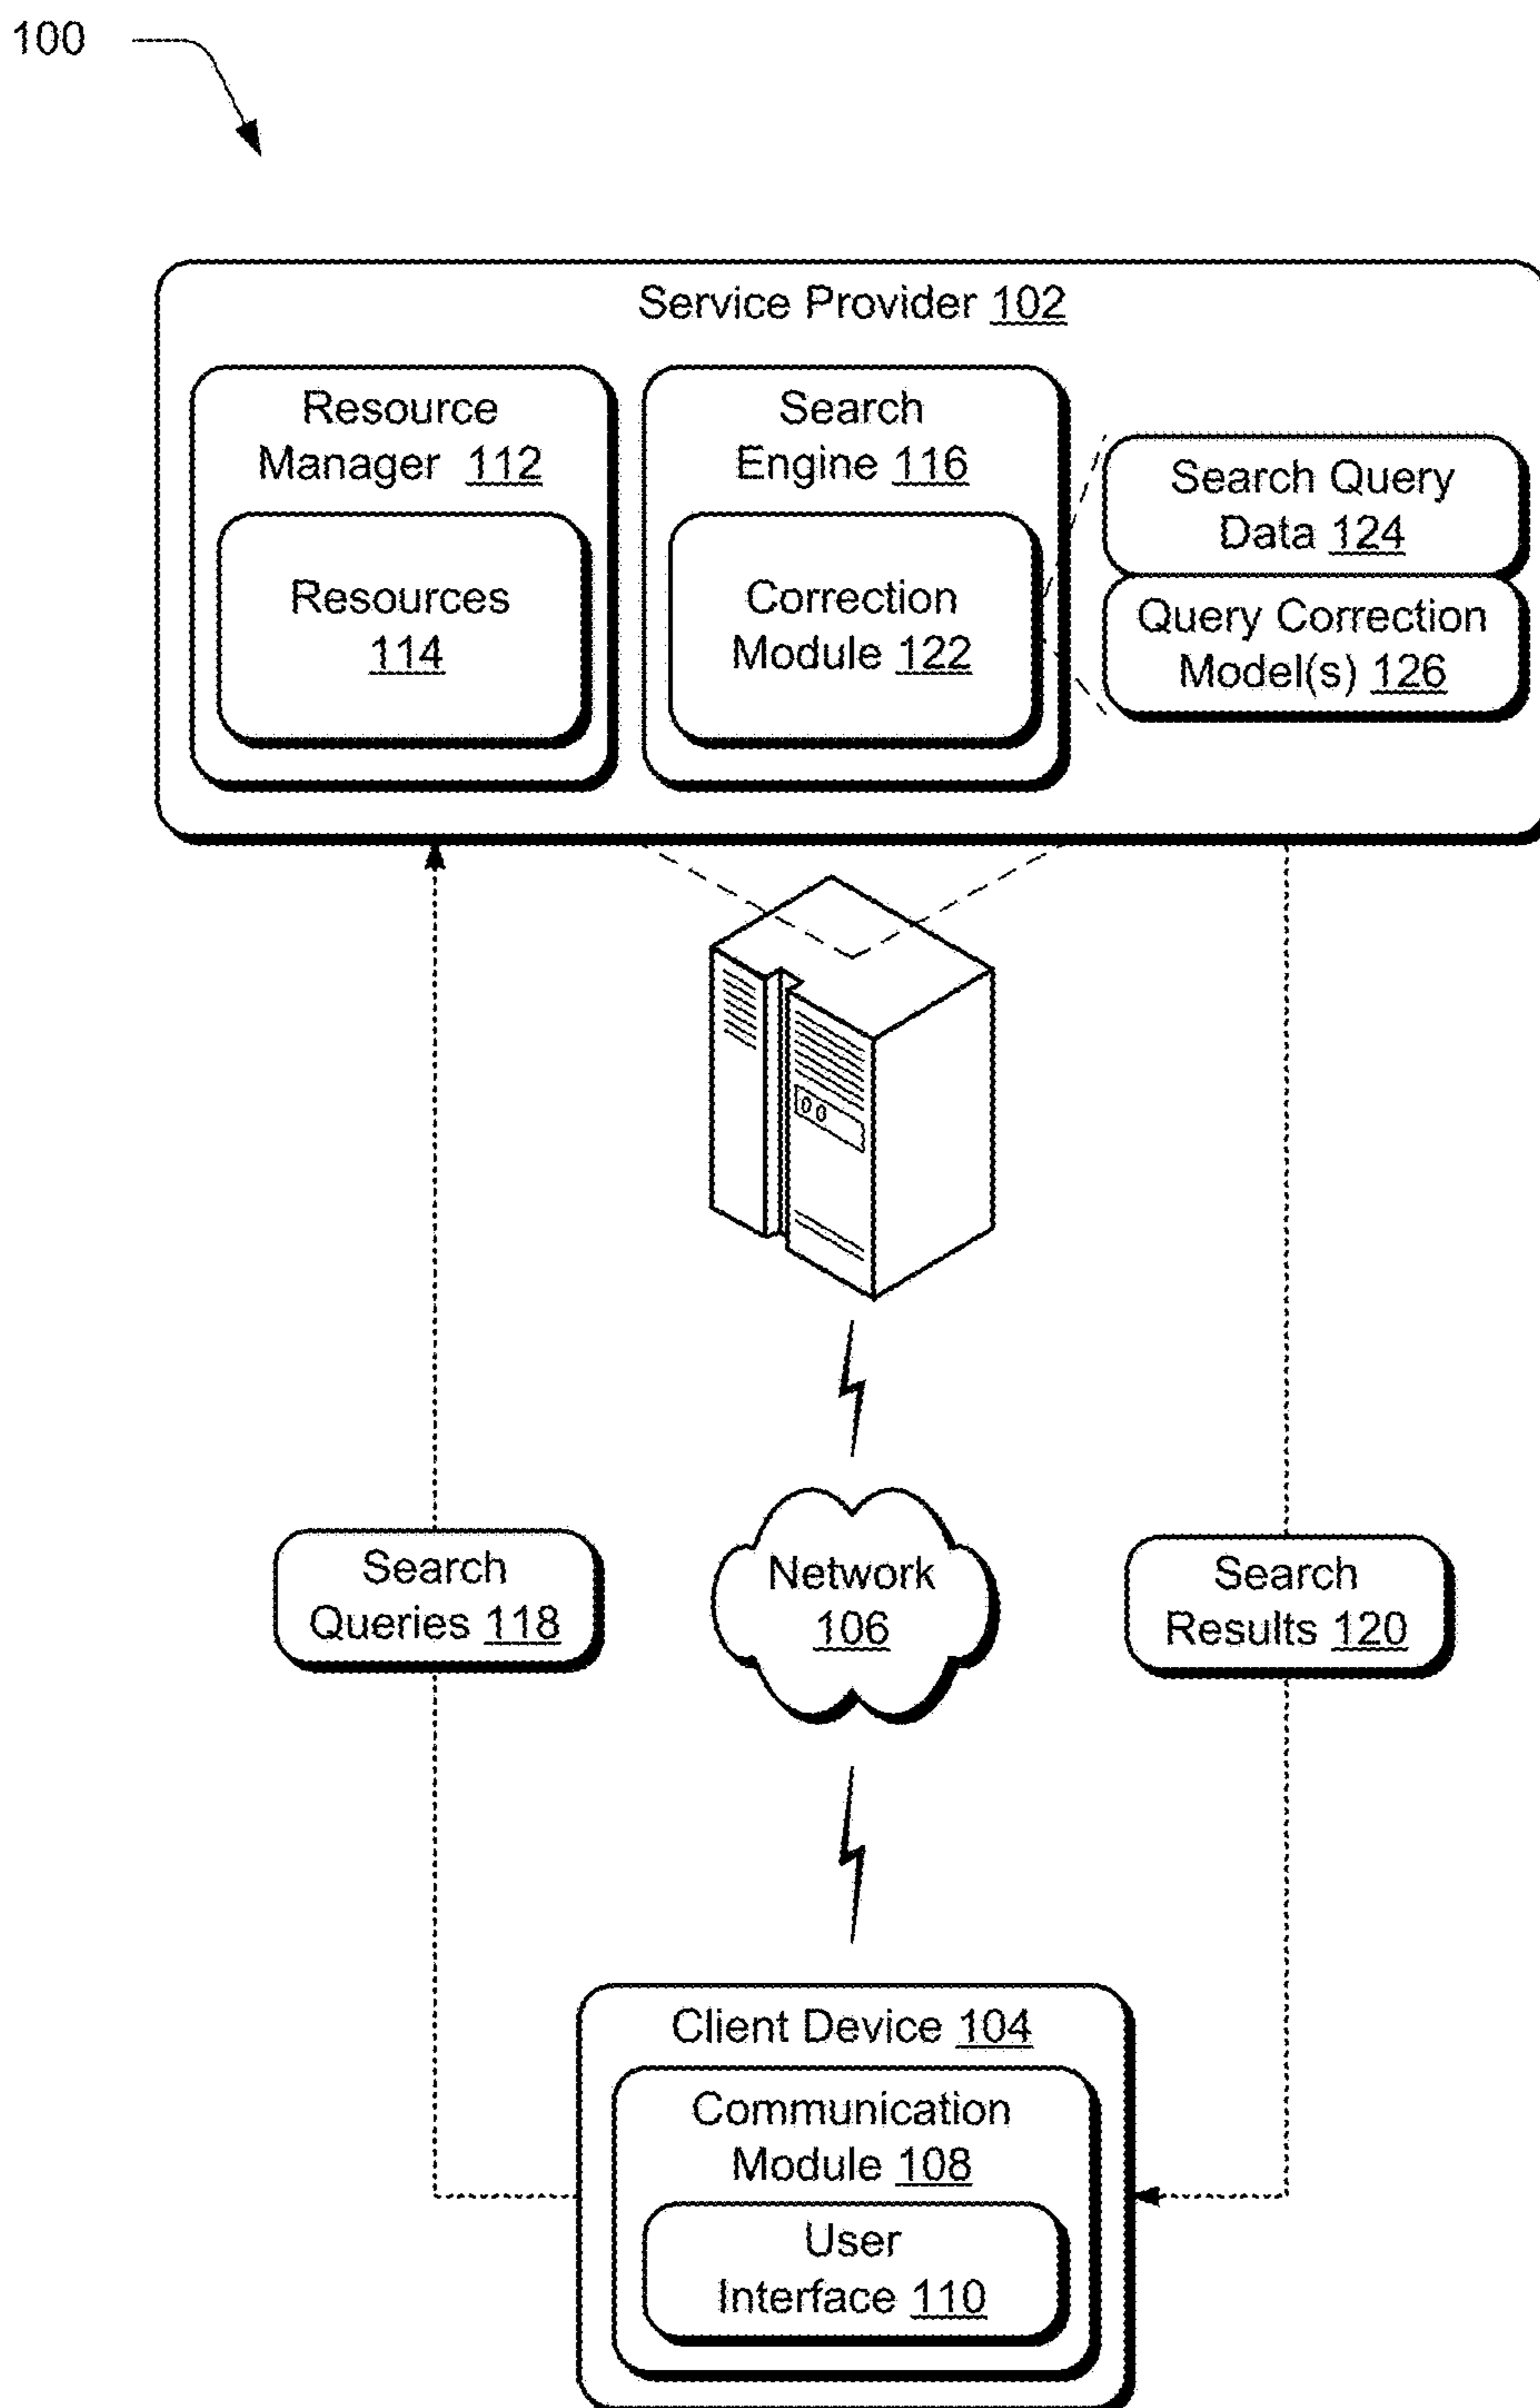 100
Service Provider 102
Resource
Manager 112
Resources
114
Search
Engine 116
Correction
Module 122
Search Query
Data 124
Query Correction
Model(s) 126
Search
Queries 118
Network
106
Search
Results 120
Client Device 104
Communication
Module 108
User
Interface 110